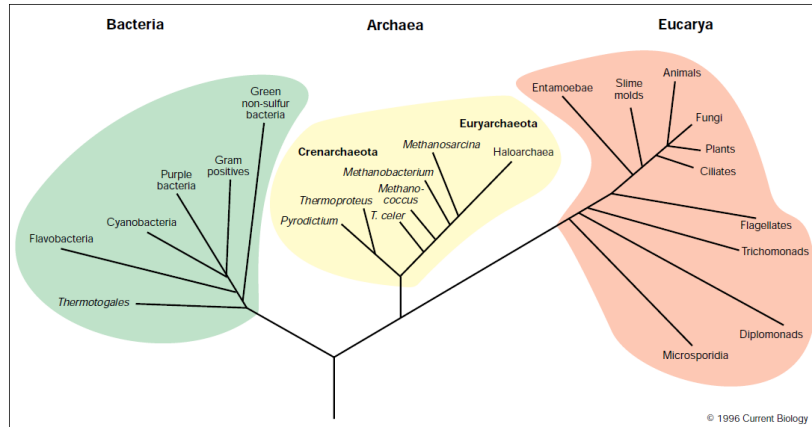 Bacteria
Archaea
Eucarya
Green
non-sulfur
bacteria
Gram
positives
Purple
bacteria
Cyanobacteria
Flavobacteria
Thermotogales
Crenarchaeota
Euryarchaeota
Methanosarcina
Haloarchaea
Methanobacterium
Methano-
coccus
Thermoproteus
T. celer
Pyrodictium
Entamoebae
Slime
molds
Animals
Fungi
Plants
Ciliates
Flagellates
Trichomonads
Diplomonads
Microsporidia
© 1996 Current Biology